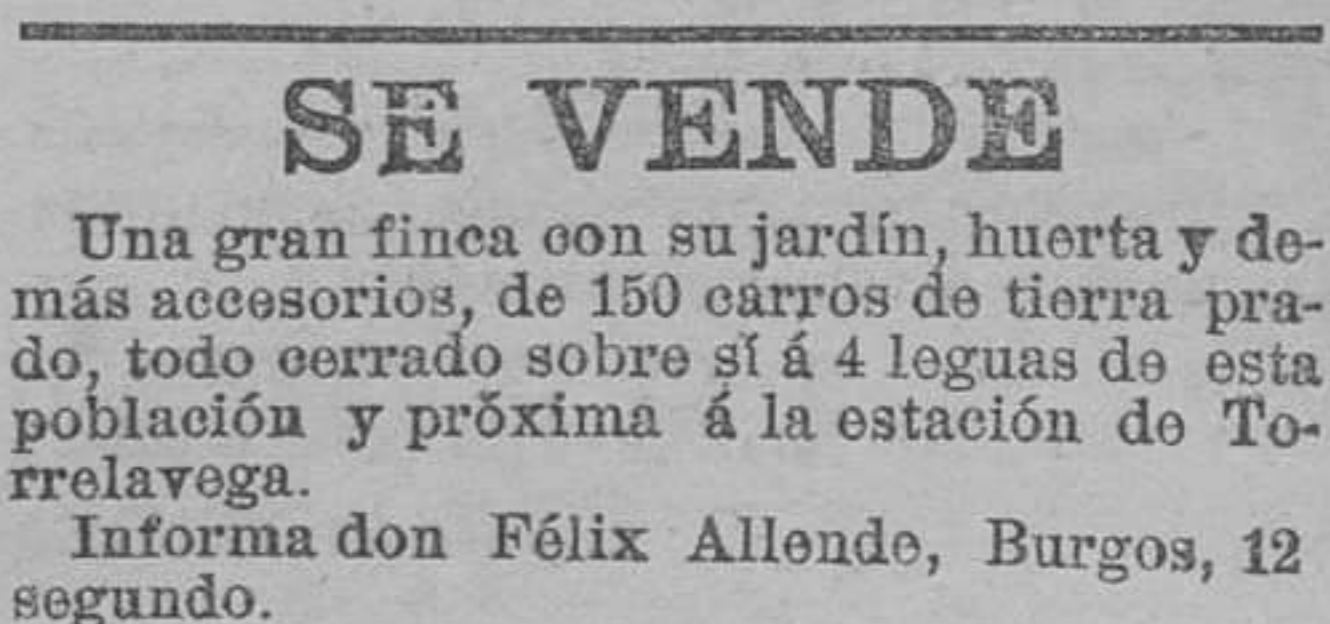 SE VENDE
Una gran finca con su jardín, huerta y de-
más accesorios, de 150 carros de tierra pra-
do, todo cerrado sobre sí á 4 leguas de esta
población y próxima á la estación de To-
rrelavega.
Informa don Félix Allende, Burgos, 12
segundo.